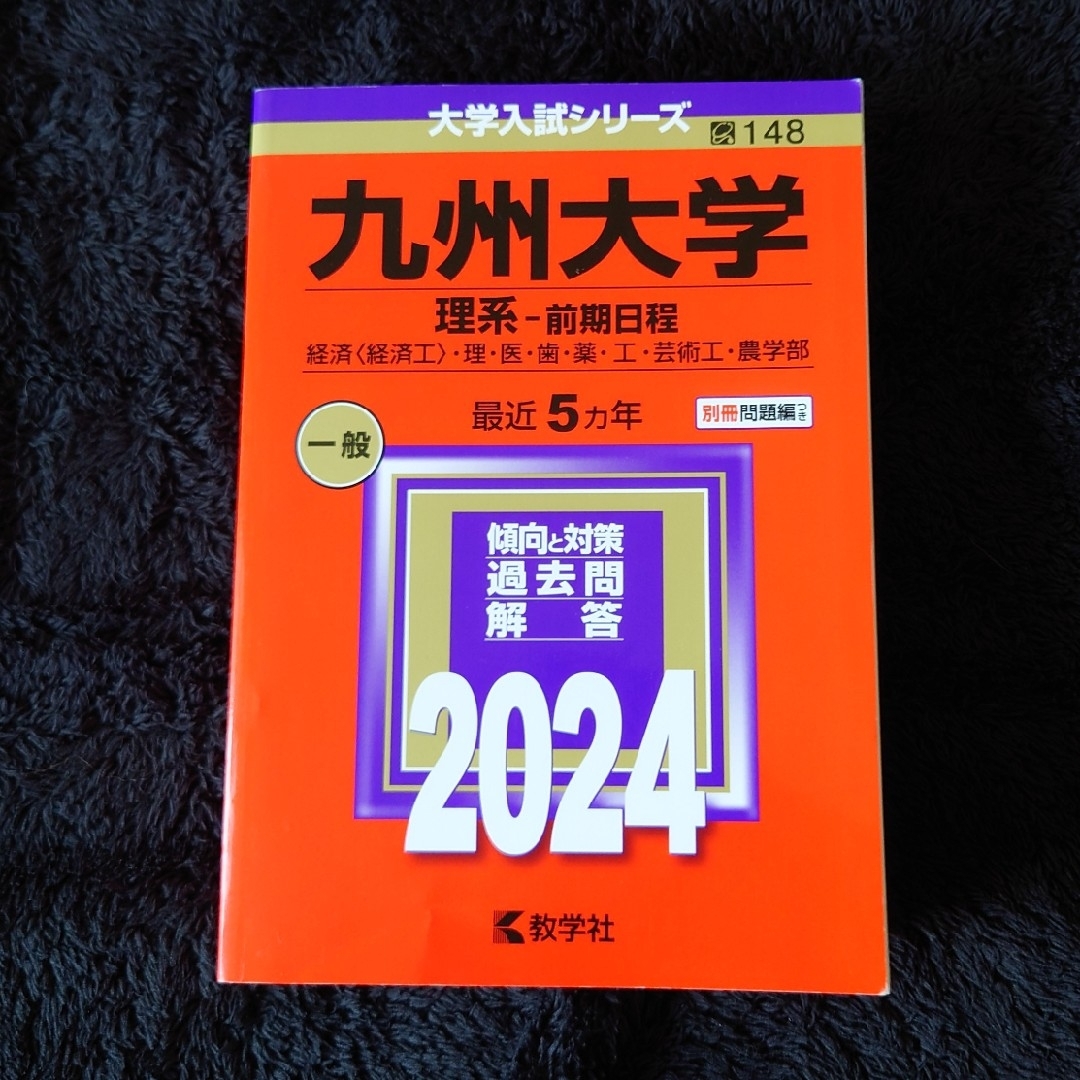 大学入試シリーズ
148
九州大学
理系-前期日程
経済〈経済工〉・理・医・歯・薬・工・芸術工・農学部
最近5カ年
別冊問題編つき
一般
傾向と対策
過去問
解答
2024
教学社